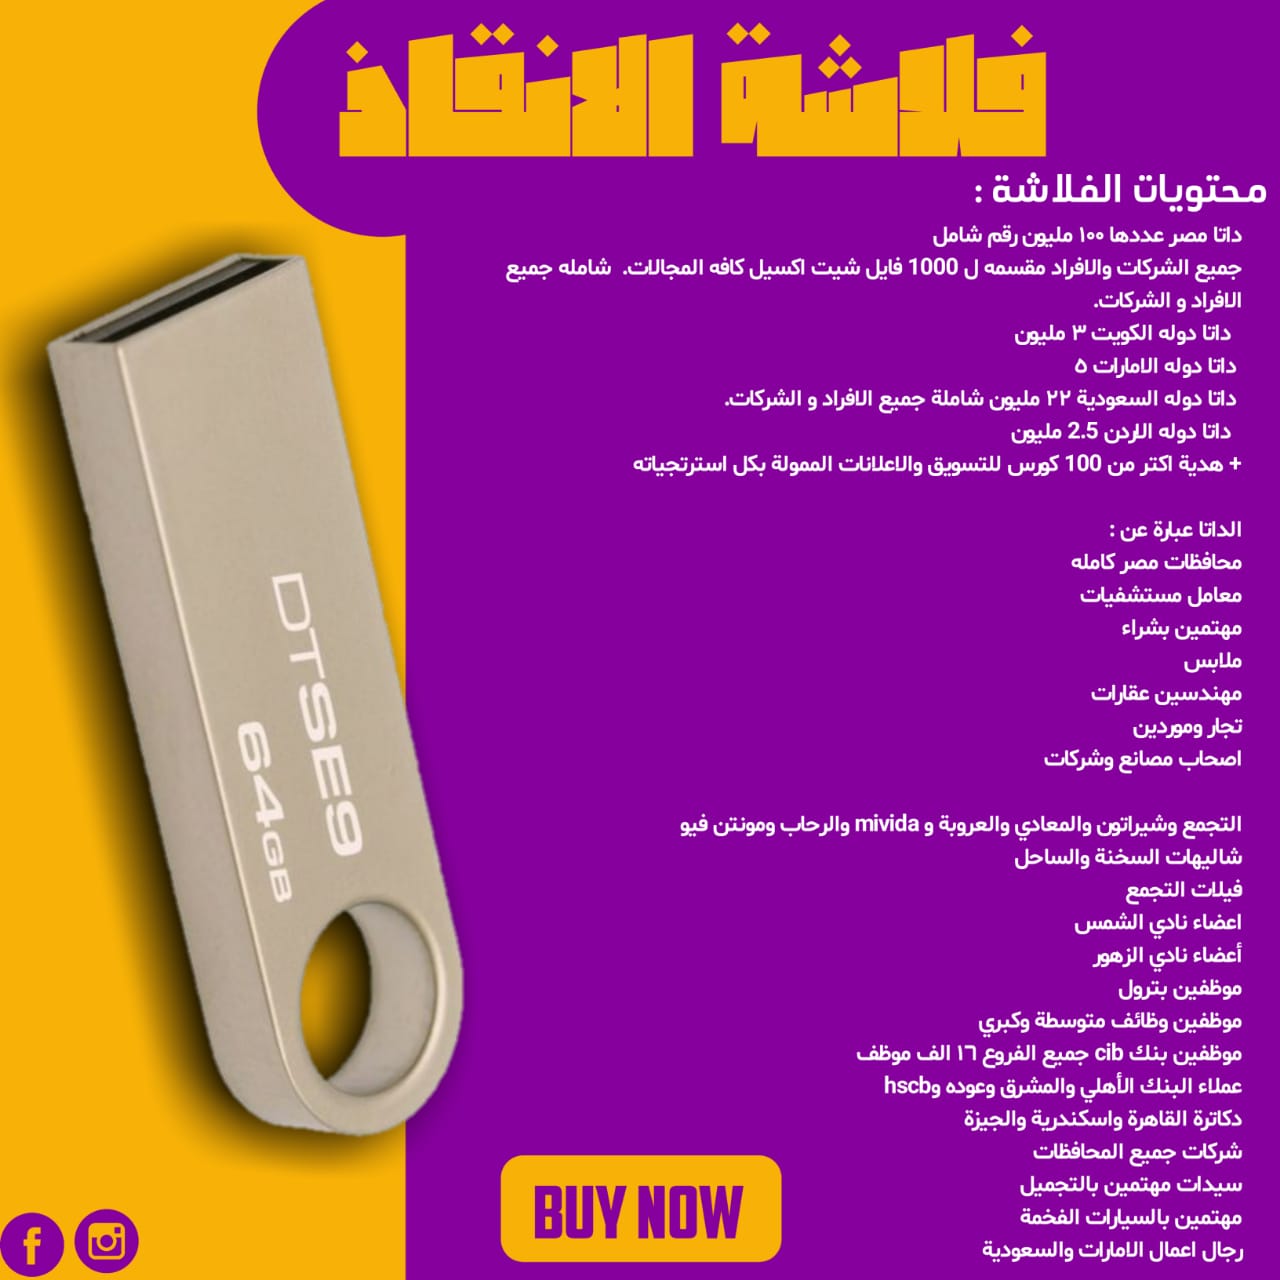 فلاشة الانقاذ
محتويات الفلاشة :
داتا مصر عددها ١٠٠ مليون رقم شامل
جميع الشركات والافراد مقسمه ل 1000 فايل شيت اكسيل كافه المجالات. شامله جميع
الافراد و الشركات.
داتا دوله الكويت ٣ مليون
داتا دوله الامارات ٥
داتا دوله السعودية ٢٢ مليون شاملة جميع الافراد و الشركات.
داتا دوله الاردن 2.5 مليون
+ هدية اكتر من 100 كورس للتسويق والاعلانات الممولة بكل استرتجياته
الداتا عبارة عن :
محافظات مصر كامله
معامل مستشفيات
مهتمين بشراء
ملابس
مهندسين عقارات
تجار وموردين
اصحاب مصانع وشركات
التجمع وشيراتون والمعادي والعروبة و mivida والرحاب ومونتن فيو
شاليهات السخنة والساحل
فيلات التجمع
اعضاء نادي الشمس
أعضاء نادي الزهور
موظفين بترول
موظفين وظائف متوسطة وكبري
موظفين بنك cib جميع الفروع ١٦ الف موظف
عملاء البنك الأهلي والمشرق وعوده وhscb
دكاترة القاهرة واسكندرية والجيزة
شركات جميع المحافظات
سيدات مهتمين بالتجميل
مهتمين بالسيارات الفخمة
رجال اعمال الامارات والسعودية
DTSE9
64GB
BUY NOW